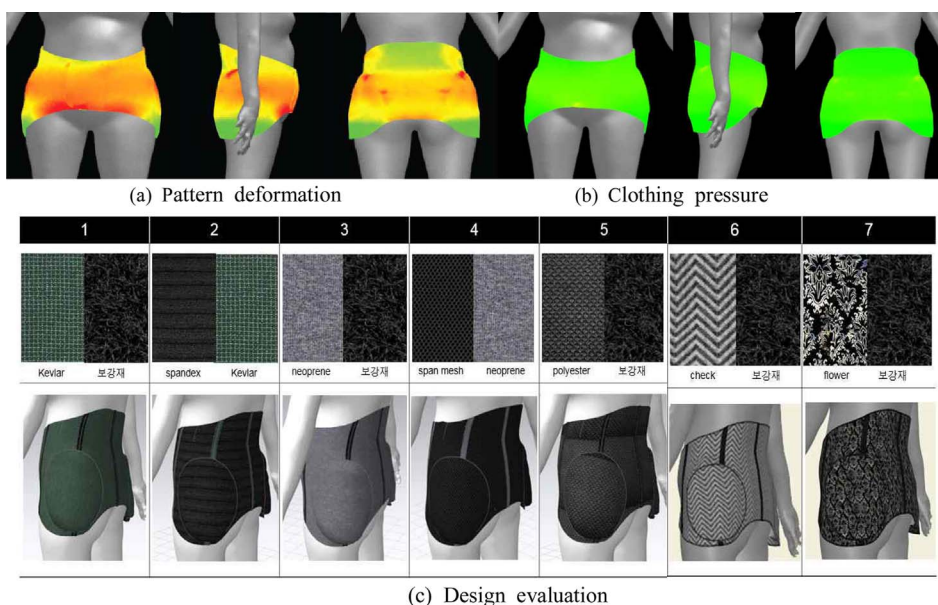 (a) Pattern deformation
(b) Clothing pressure
1 2 3 4 5 6 7
Kevlar 보강재 spandex Kevlar neoprene 보강재 span mesh neoprene polyester 보강재 check 보강재 flower 보강재
(c) Design evaluation